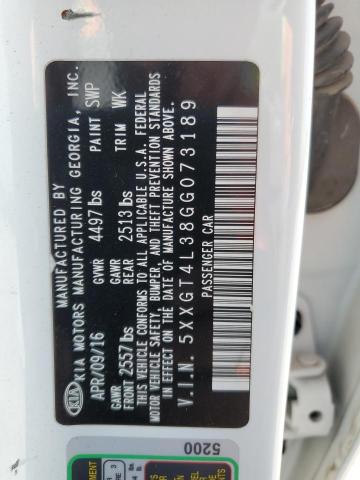 KIA
MANUFACTURED BY
KIA MOTORS MANUFACTURING GEORGIA, INC.
APR/09/16 GVWR 4497lbs PAINT SWP
GAWR FRONT 2557lbs GAWR REAR 2513lbs TRIM WK
THIS VEHICLE CONFORMS TO ALL APPLICABLE U.S.A. FEDERAL
MOTOR VEHICLE SAFETY, BUMPER, AND THEFT PREVENTION STANDARDS
IN EFFECT ON THE DATE OF MANUFACTURE SHOWN ABOVE.
V.I.N. 5XXGT4L38GG073189
PASSENGER CAR
5200